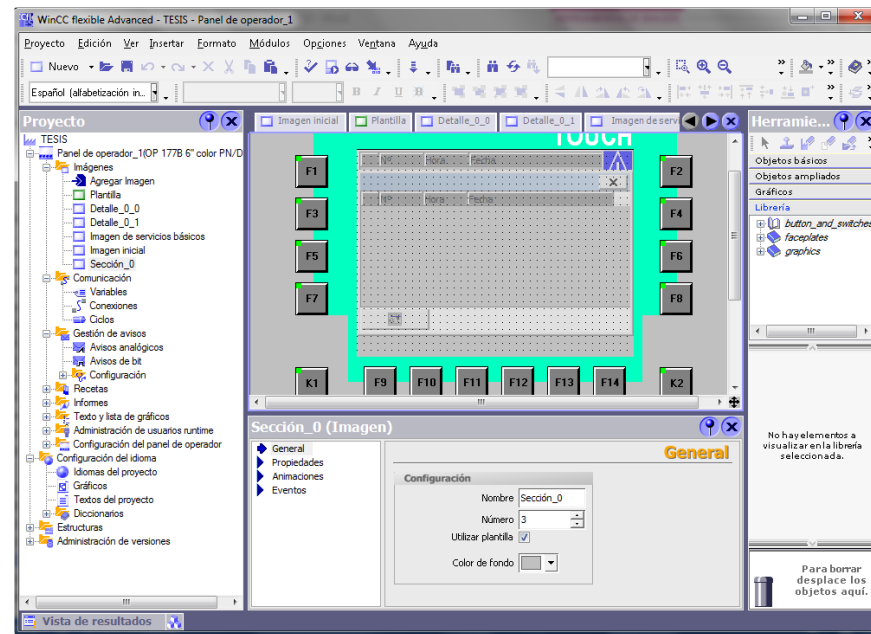 WinCC flexible Advanced - TESIS - Panel de operador_1
Proyecto Edición Ver Insertar Formato Módulos Opciones Ventana Ayuda
Nuevo
Español (alfabetización in...
B I U B
Proyecto
TESIS
Panel de operador_1(OP 177B 6" color PN/D
Imágenes
Agregar Imagen
Plantilla
Detalle_0_0
Detalle_0_1
Imagen de servicios básicos
Imagen inicial
Sección_0
Comunicación
Variables
Conexiones
Ciclos
Gestión de avisos
Avisos analógicos
Avisos de bit
Configuración
Recetas
Informes
Texto y lista de gráficos
Administración de usuarios runtime
Configuración del panel de operador
Configuración del idioma
Idiomas del proyecto
Gráficos
Textos del proyecto
Diccionarios
Estructuras
Administración de versiones
Imagen inicial Plantilla Detalle_0_0 Detalle_0_1 Imagen de serv
TOUCH
Nº Hora Fecha
Nº Hora Fecha
F1 F2
F3 F4
F5 F6
F7 F8
K1 F9 F10 F11 F12 F13 F14 K2
Sección_0 (Imagen)
General
Propiedades
Animaciones
Eventos
General
Configuración
Nombre Sección_0
Número 3
Utilizar plantilla
Color de fondo
Herramie...
Objetos básicos
Objetos ampliados
Gráficos
Librería
button_and_switches
faceplates
graphics
No hay elementos a
visualizar en la librería
seleccionada.
Para borrar
desplace los
objetos aquí.
Vista de resultados